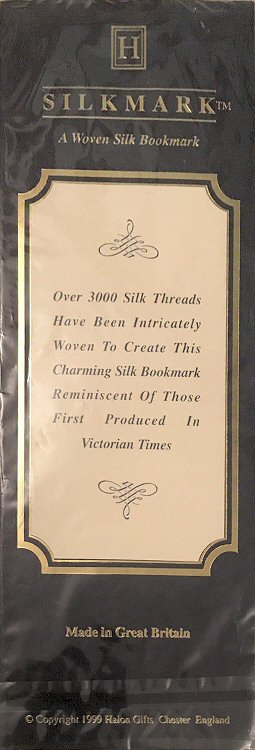 H
SILKMARK™
A Woven Silk Bookmark
Over 3000 Silk Threads
Have Been Intricately
Woven To Create This
Charming Silk Bookmark
Reminiscent Of Those
First Produced In
Victorian Times
Made in Great Britain
© Copyright 1999 Halon Gifts Chester England